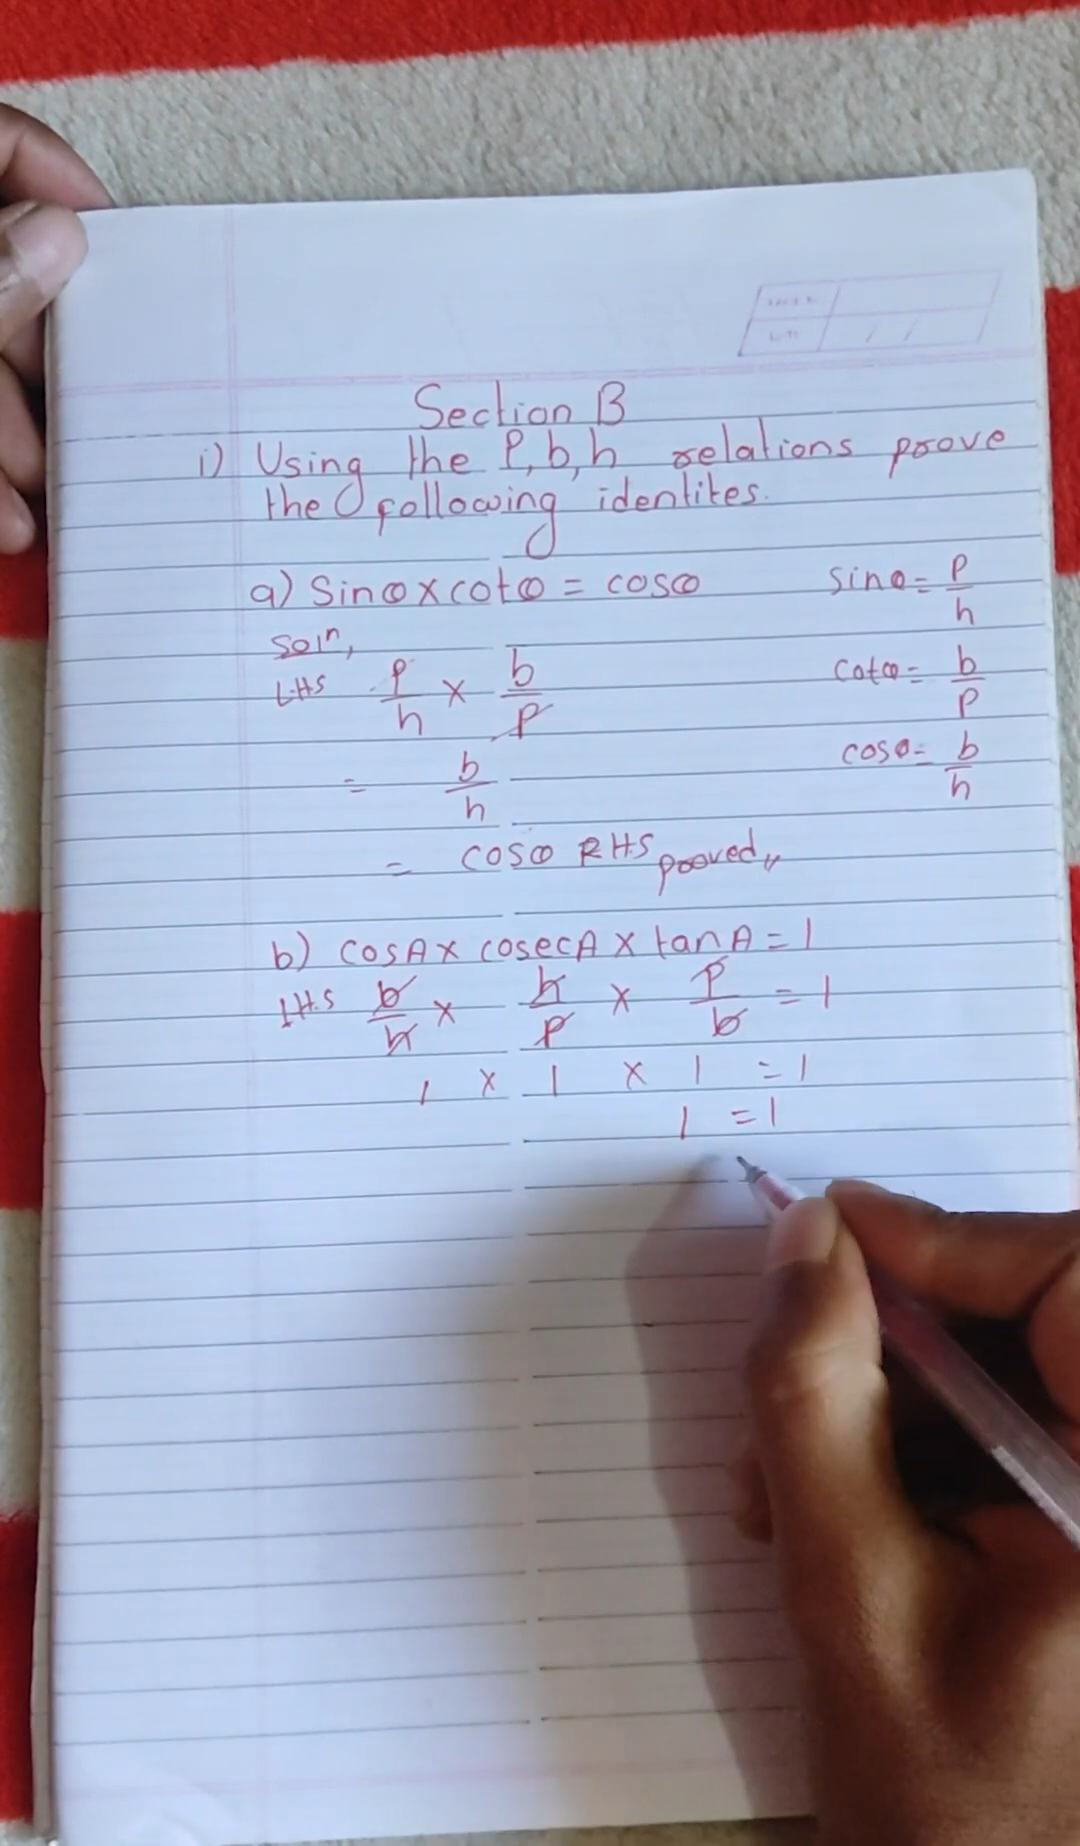 Section B
i) Using the P, b, h relations prove
the following identites.
a) Sinθ × cotθ = cosθ
sinθ = p/h
Soln,
LHS p/h × b/p
cotθ = b/p
= b/h
cosθ = b/h
= cosθ RHS prooved,,
b) cosA × cosecA × tanA = 1
LHS b/h × h/p × p/b = 1
1 × 1 × 1 = 1
1 = 1